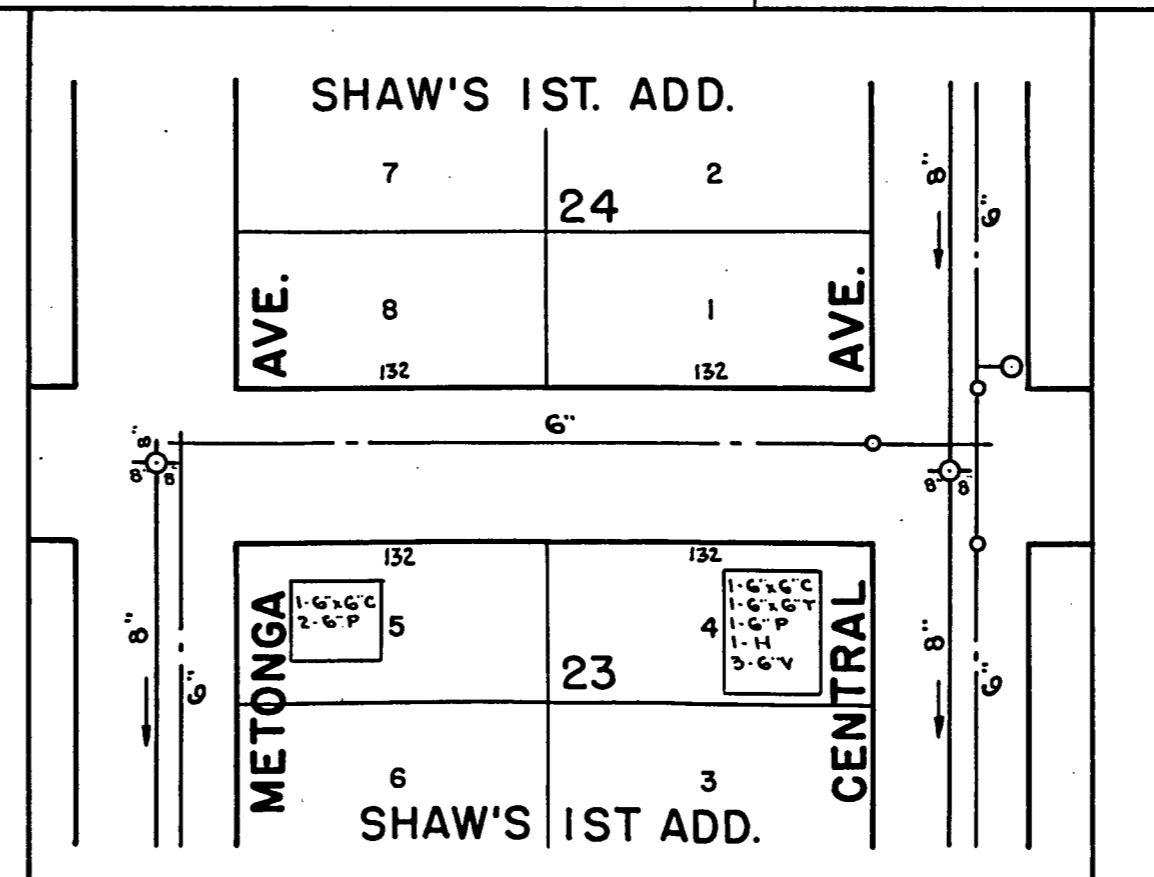 SHAW'S 1ST. ADD.
7
2
24
8"
6"
AVE.
8
1
AVE.
132
132
6"
8"
8"
8"
8"
8"
132
132
1-6"x6"C
2-6"P
5
4
1-6"x6"C
1-6"x6"T
1-6"P
1-H
3-6"V
8"
6"
METONGA
23
CENTRAL
8"
6"
6
3
SHAW'S 1ST ADD.